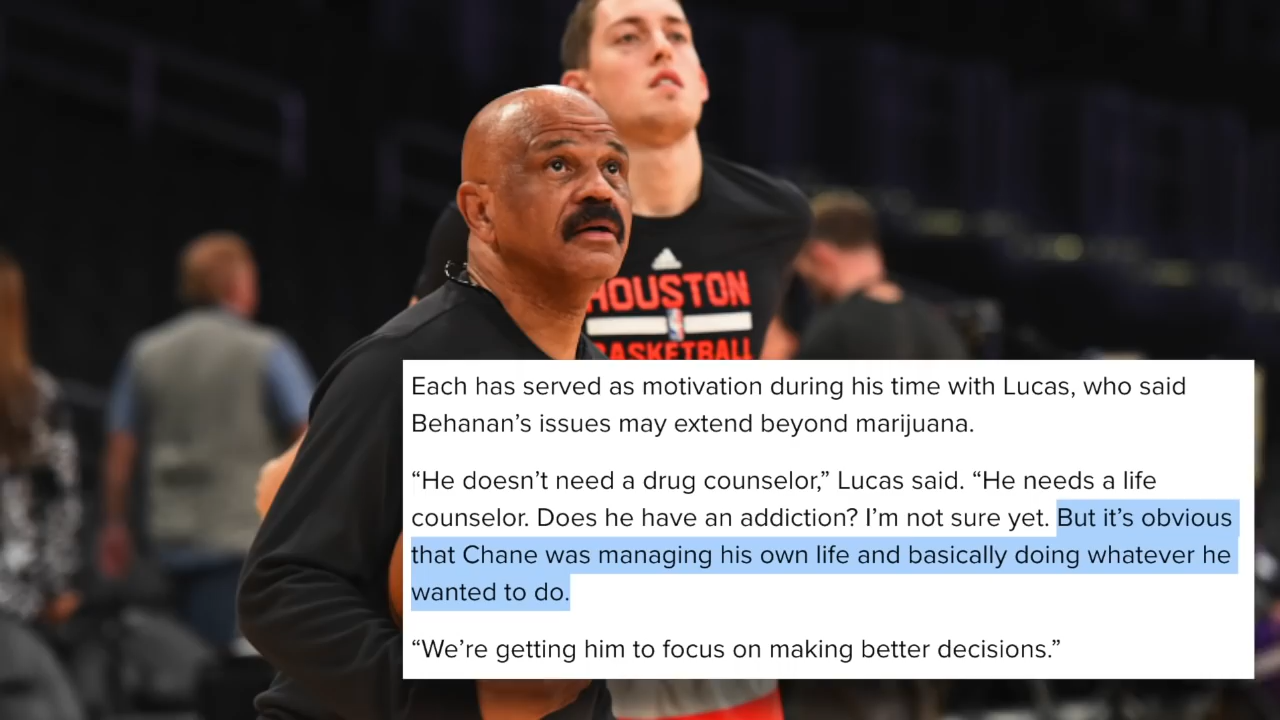 HOUSTON
BASKETBALL
Each has served as motivation during his time with Lucas, who said
Behanan’s issues may extend beyond marijuana.
“He doesn’t need a drug counselor,” Lucas said. “He needs a life
counselor. Does he have an addiction? I’m not sure yet. But it’s obvious
that Chane was managing his own life and basically doing whatever he
wanted to do.
“We’re getting him to focus on making better decisions.”